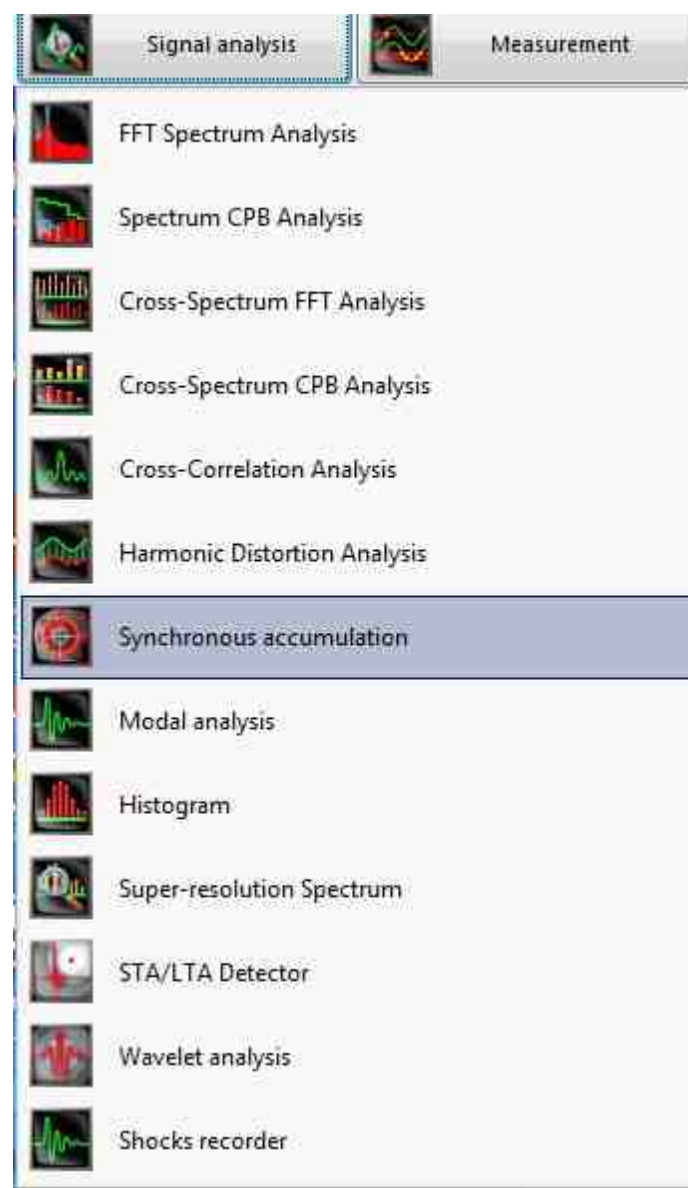 Signal analysis
Measurement
FFT Spectrum Analysis
Spectrum CPB Analysis
Cross-Spectrum FFT Analysis
Cross-Spectrum CPB Analysis
Cross-Correlation Analysis
Harmonic Distortion Analysis
Synchronous accumulation
Modal analysis
Histogram
Super-resolution Spectrum
STA/LTA Detector
Wavelet analysis
Shocks recorder